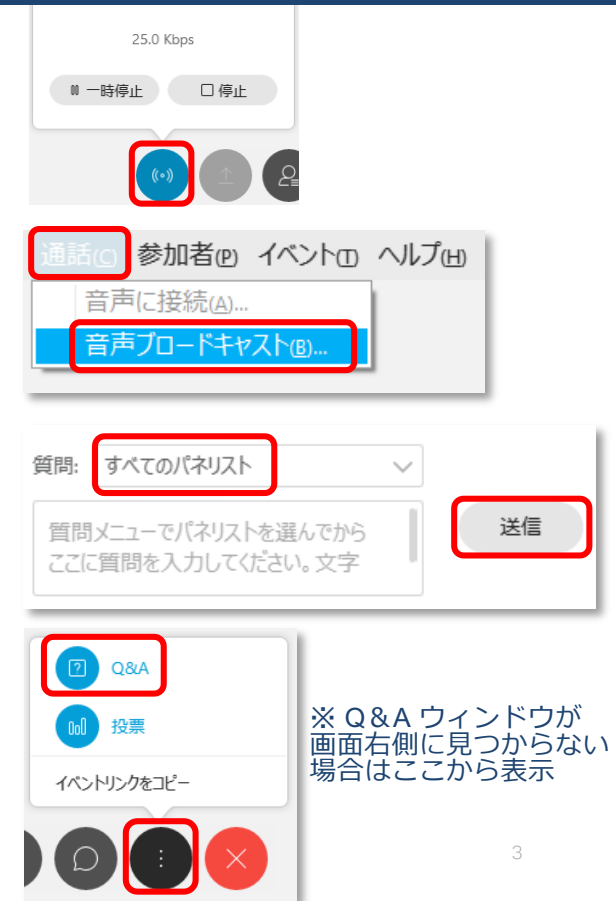 25.0 Kbps
一時停止 停止
通話(C) 参加者(P) イベント(T) ヘルプ(H)
音声に接続(A)...
音声ブロードキャスト(B)...
質問: すべてのパネリスト
質問メニューでパネリストを選んでから
ここに質問を入力してください。文字
送信
Q&A
投票
イベントリンクをコピー
※ Q&A ウィンドウが
画面右側に見つからない
場合はここから表示
3